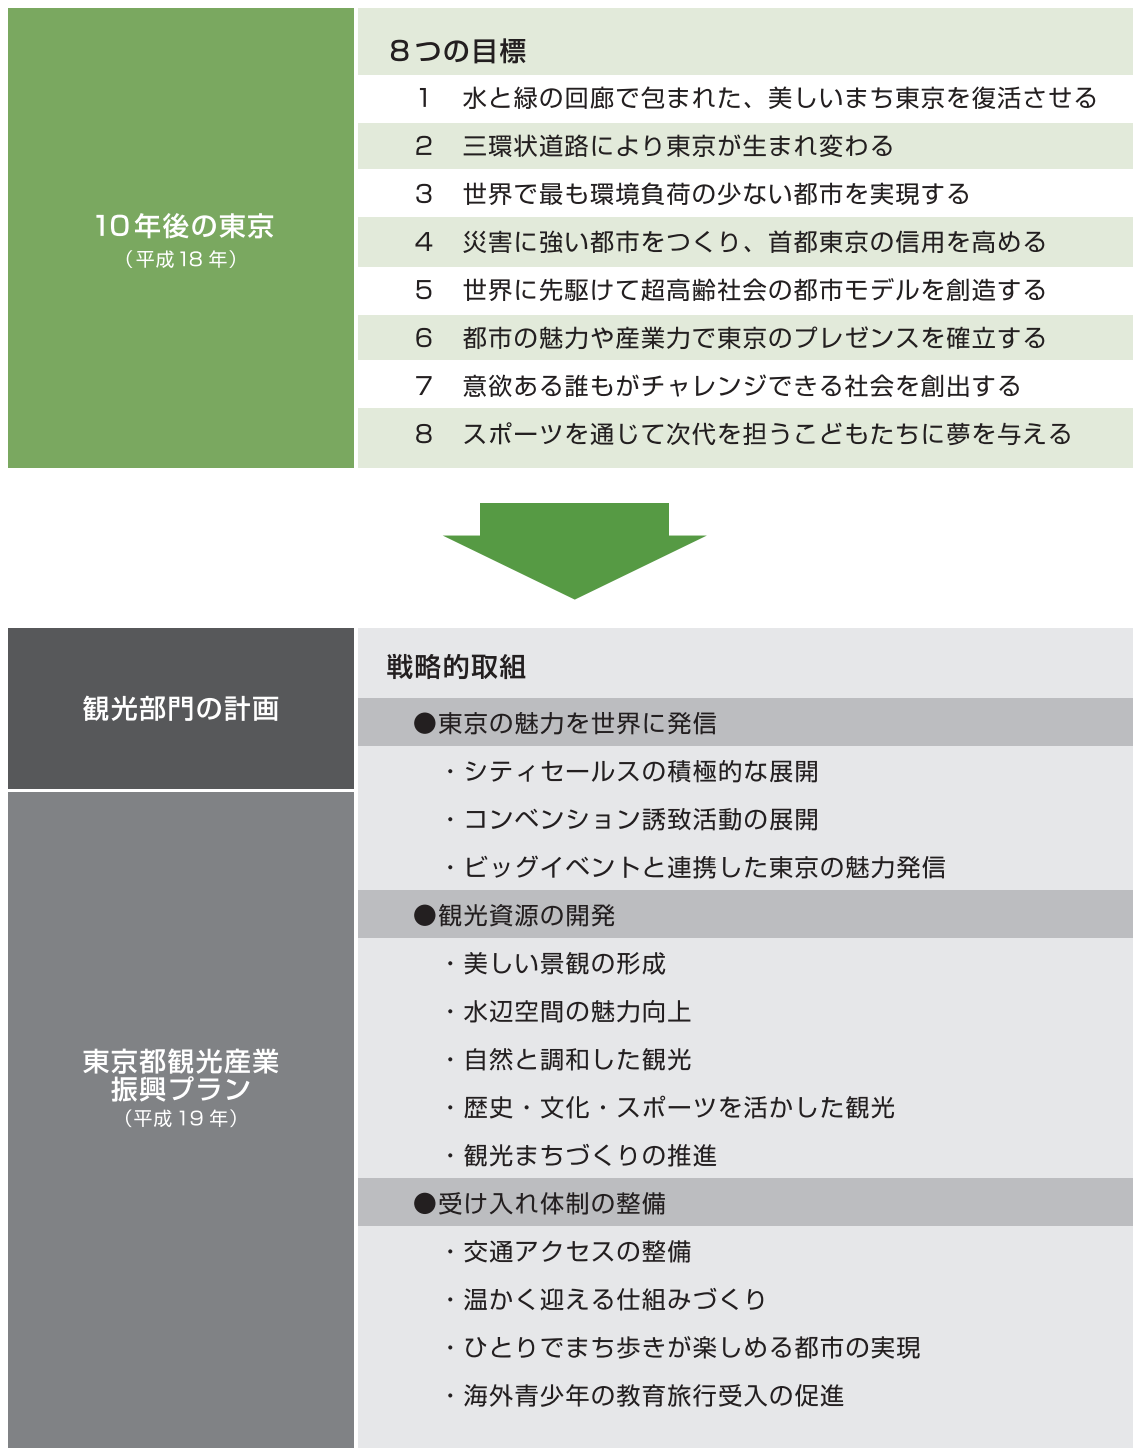 10年後の東京
（平成18年）
8つの目標
1 水と緑の回廊で包まれた、美しいまち東京を復活させる
2 三環状道路により東京が生まれ変わる
3 世界で最も環境負荷の少ない都市を実現する
4 災害に強い都市をつくり、首都東京の信用を高める
5 世界に先駆けて超高齢社会の都市モデルを創造する
6 都市の魅力や産業力で東京のプレゼンスを確立する
7 意欲ある誰もがチャレンジできる社会を創出する
8 スポーツを通じて次代を担うこどもたちに夢を与える
観光部門の計画
東京都観光産業
振興プラン
（平成19年）
戦略的取組
●東京の魅力を世界に発信
・シティセールスの積極的な展開
・コンベンション誘致活動の展開
・ビッグイベントと連携した東京の魅力発信
●観光資源の開発
・美しい景観の形成
・水辺空間の魅力向上
・自然と調和した観光
・歴史・文化・スポーツを活かした観光
・観光まちづくりの推進
●受け入れ体制の整備
・交通アクセスの整備
・温かく迎える仕組みづくり
・ひとりでまち歩きが楽しめる都市の実現
・海外青少年の教育旅行受入の促進